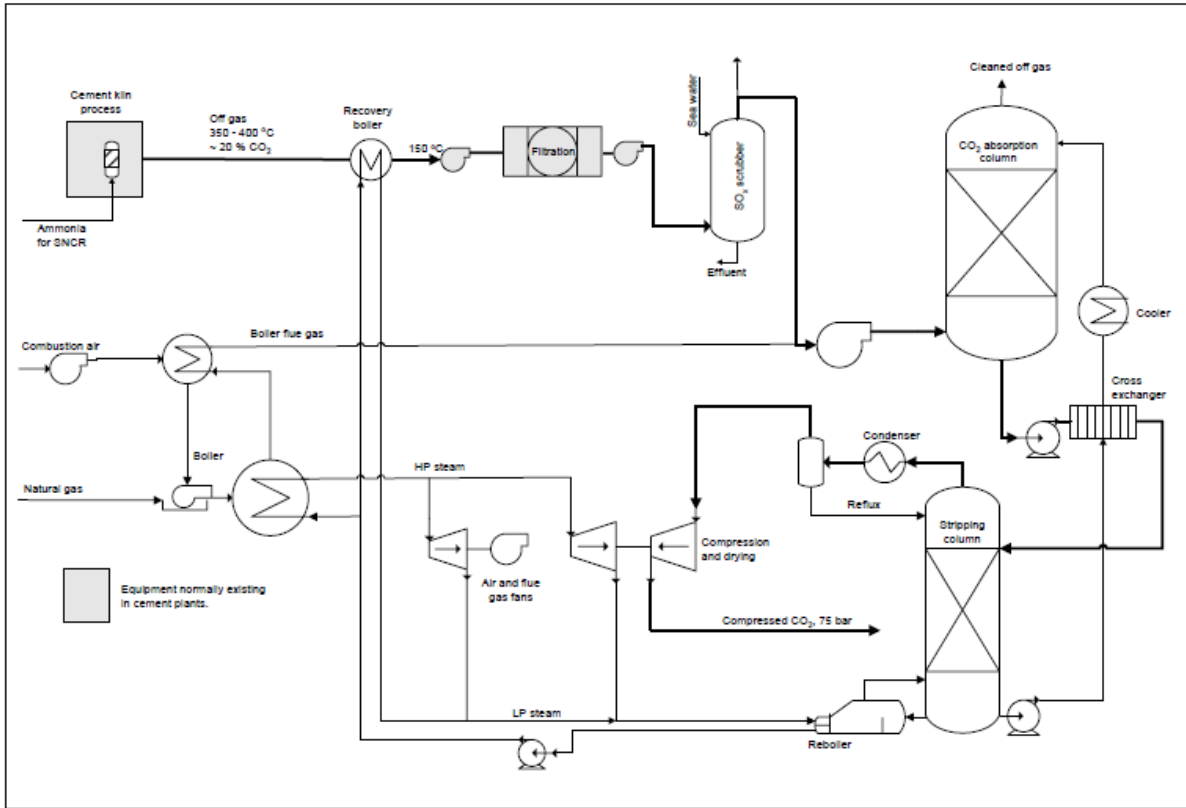 Cement kiln
process
Off gas
350 - 400 °C
~ 20 % CO₂
Recovery
boiler
150 °C
Filtration
Sea water
SOₓ scrubber
Effluent
Cleaned off gas
CO₂ absorption
column
Ammonia
for SNCR
Cooler
Combustion air
Boiler flue gas
Cross
exchanger
Boiler
Natural gas
HP steam
Condenser
Reflux
Stripping
column
Compression
and drying
Air and flue
gas fans
Equipment normally existing
in cement plants.
Compressed CO₂, 75 bar
LP steam
Reboiler